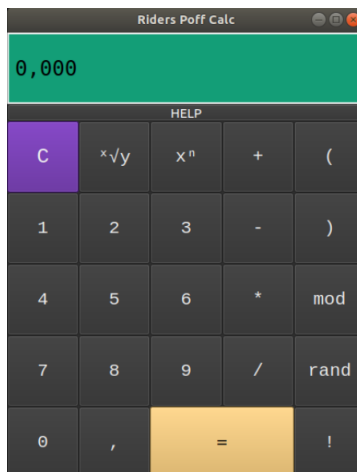 Riders Poff Calc
0,000
HELP
C ˣ√y xⁿ + (
1 2 3 - )
4 5 6 * mod
7 8 9 / rand
0 , = !